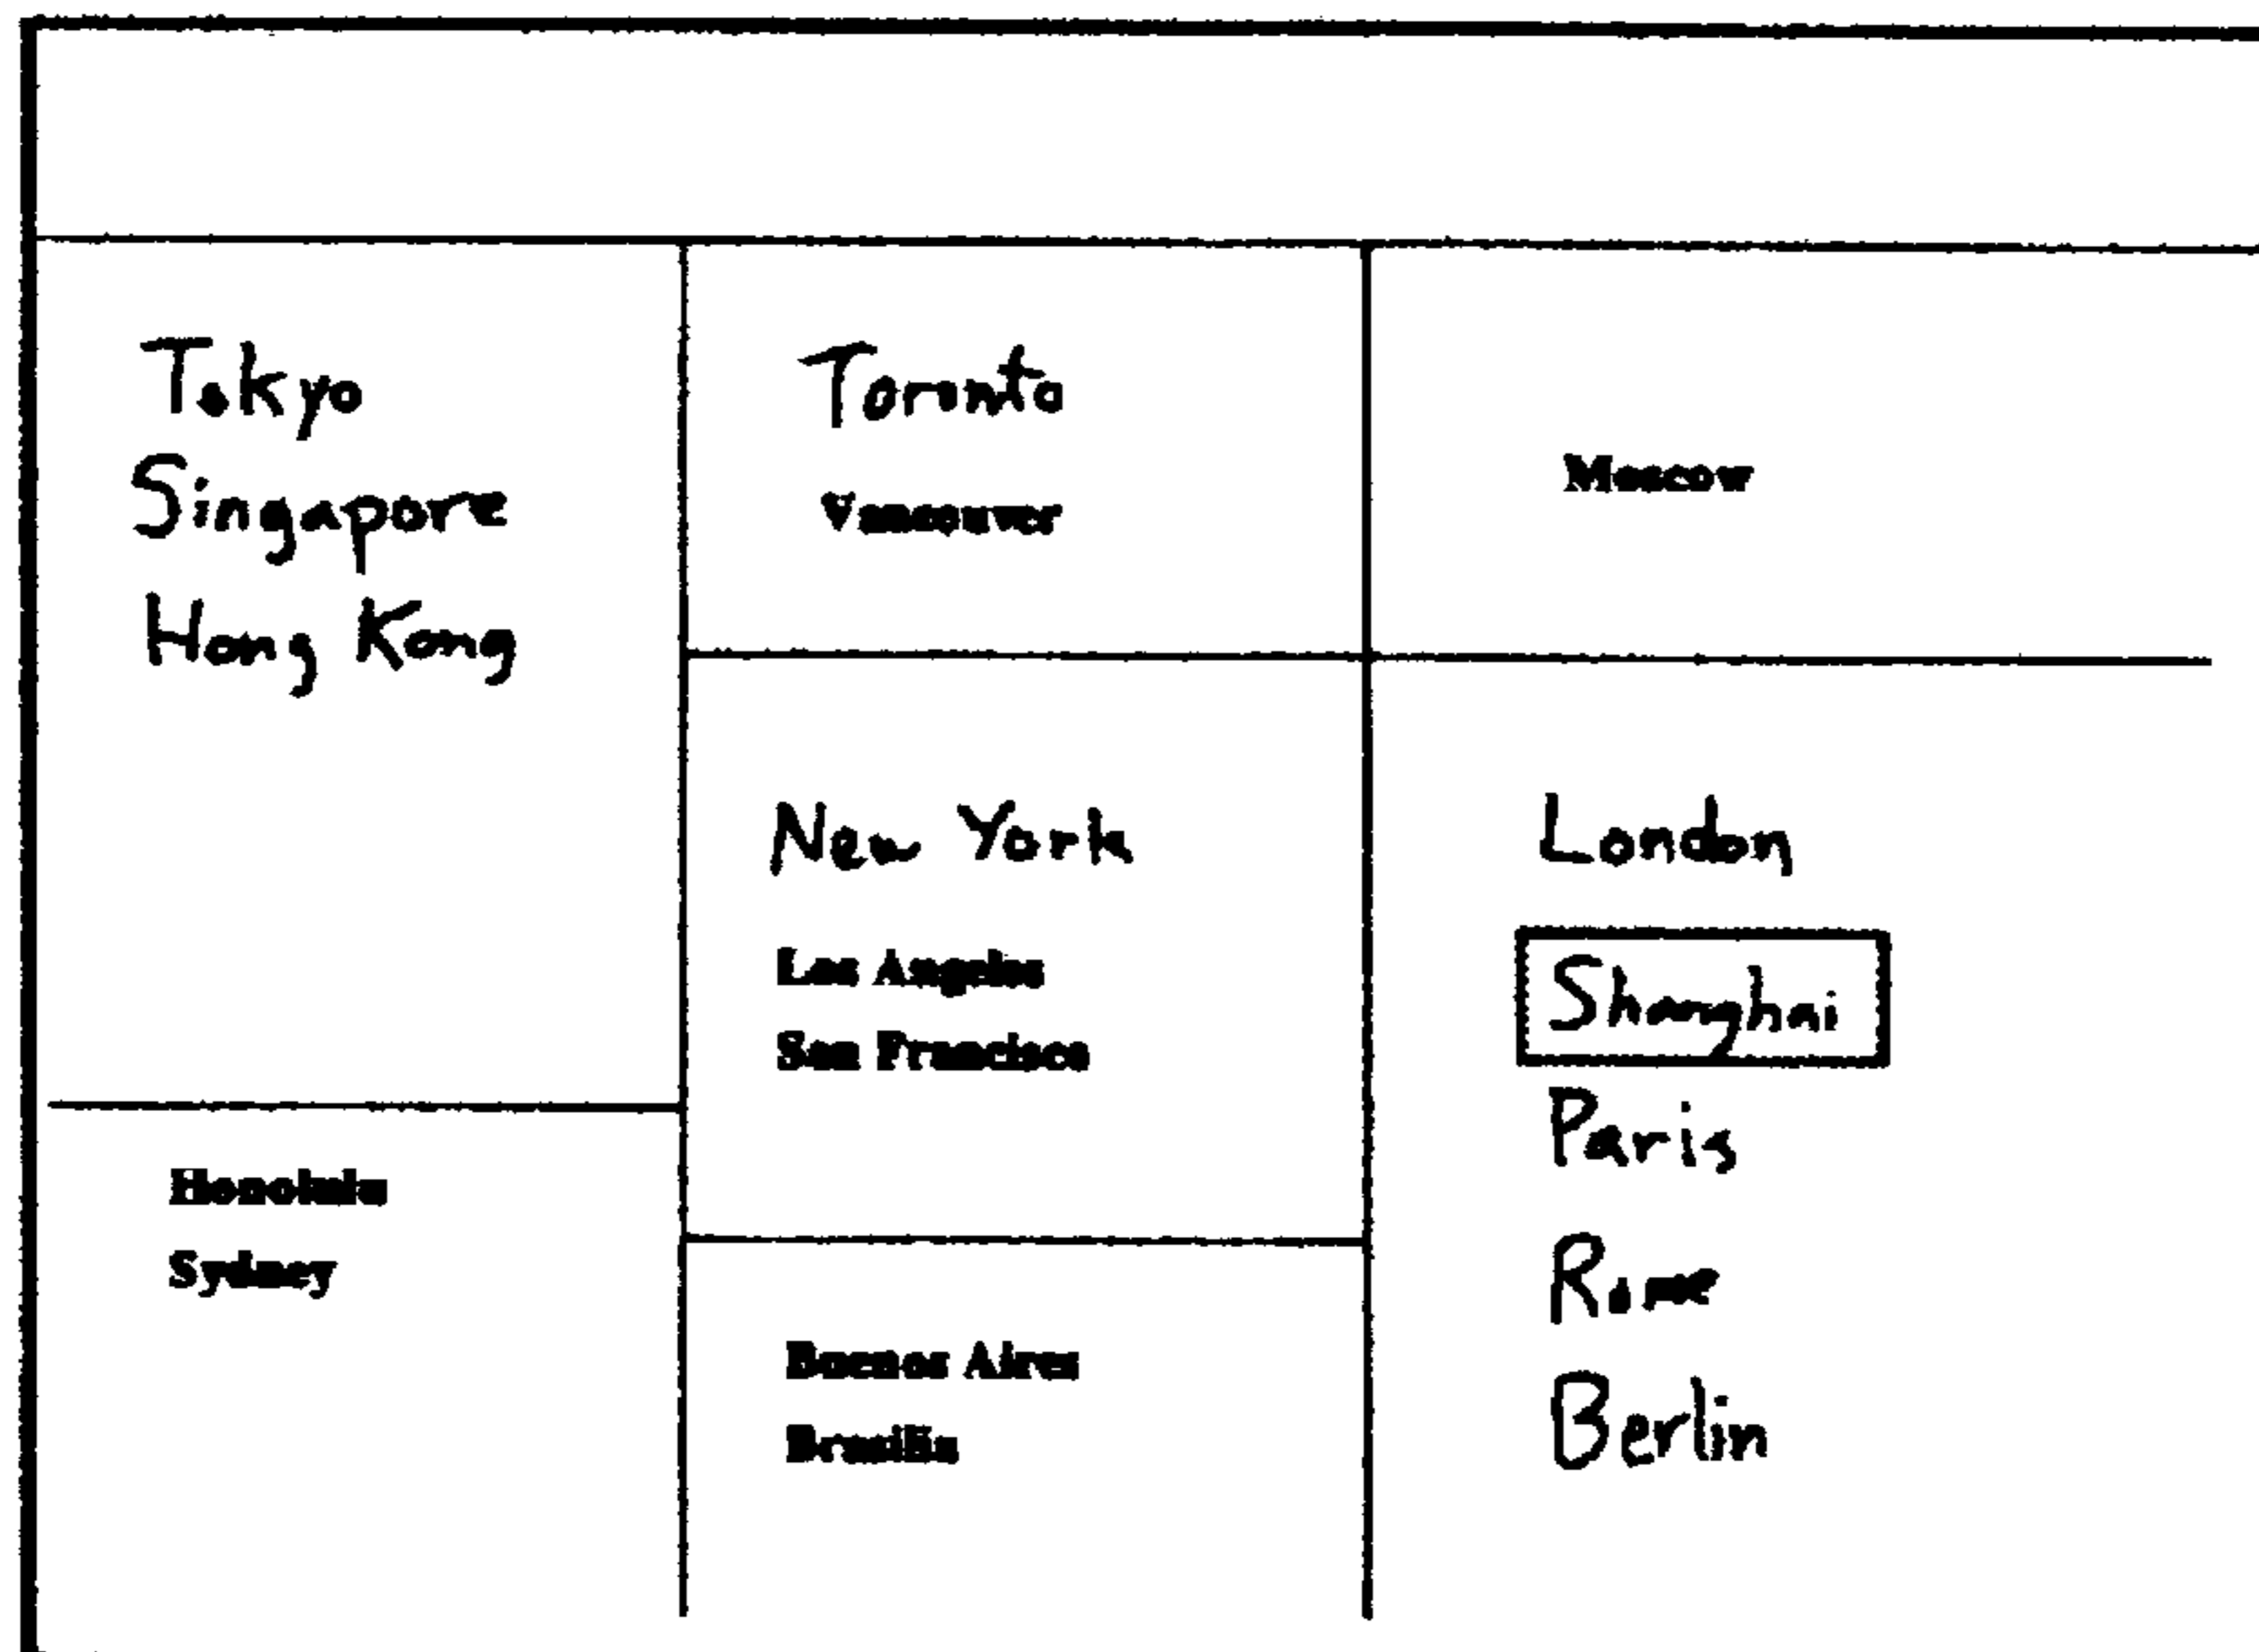 Tokyo
Singapore
Hong Kong
Honolulu
Sydney
Toronto
Vancouver
New York
Los Angeles
San Francisco
Buenos Aires
Brasilia
Moscow
London
Shanghai
Paris
Rome
Berlin